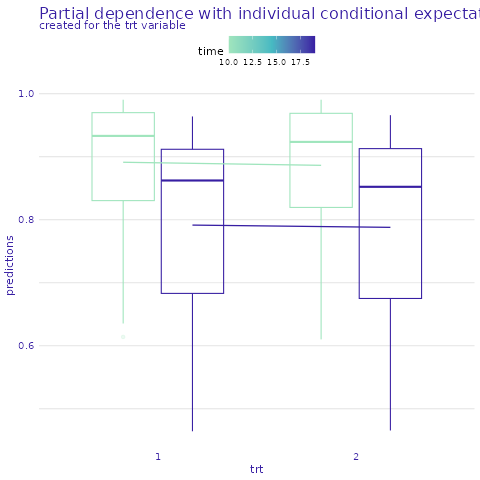 Partial dependence with individual conditional expectat
created for the trt variable
time
10.0 12.5 15.0 17.5
1.0
0.8
0.6
predictions
1 2
trt